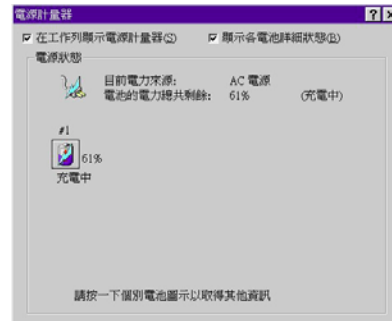 電源計量器
在工作列顯示電源計量器(S) 顯示各電池詳細狀態(B)
電源狀態
目前電力來源: AC 電源
電池的電力總共剩餘: 61% (充電中)
#1
61%
充電中
請按一下個別電池圖示以取得其他資訊